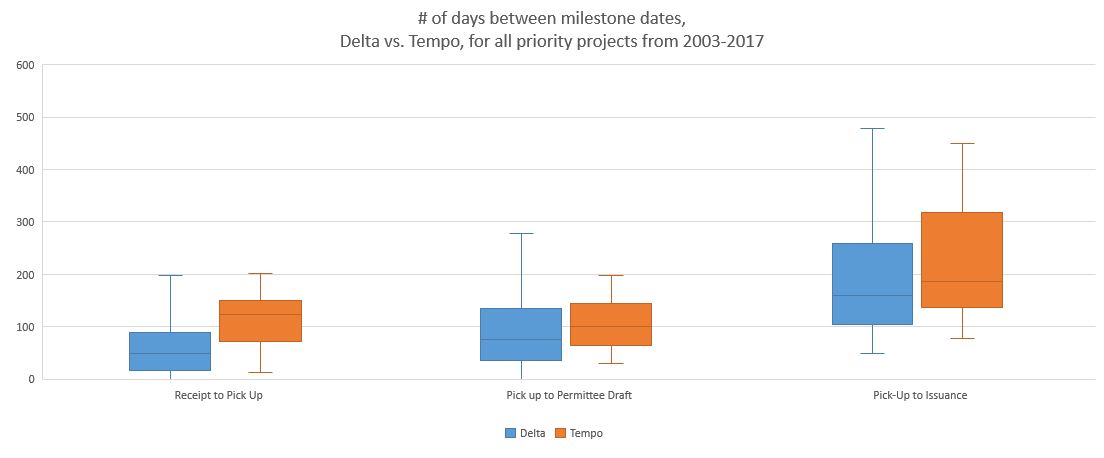 # of days between milestone dates,
Delta vs. Tempo, for all priority projects from 2003-2017
600
500
400
300
200
100
0
Receipt to Pick Up
Pick up to Permittee Draft
Pick-Up to Issuance
Delta
Tempo